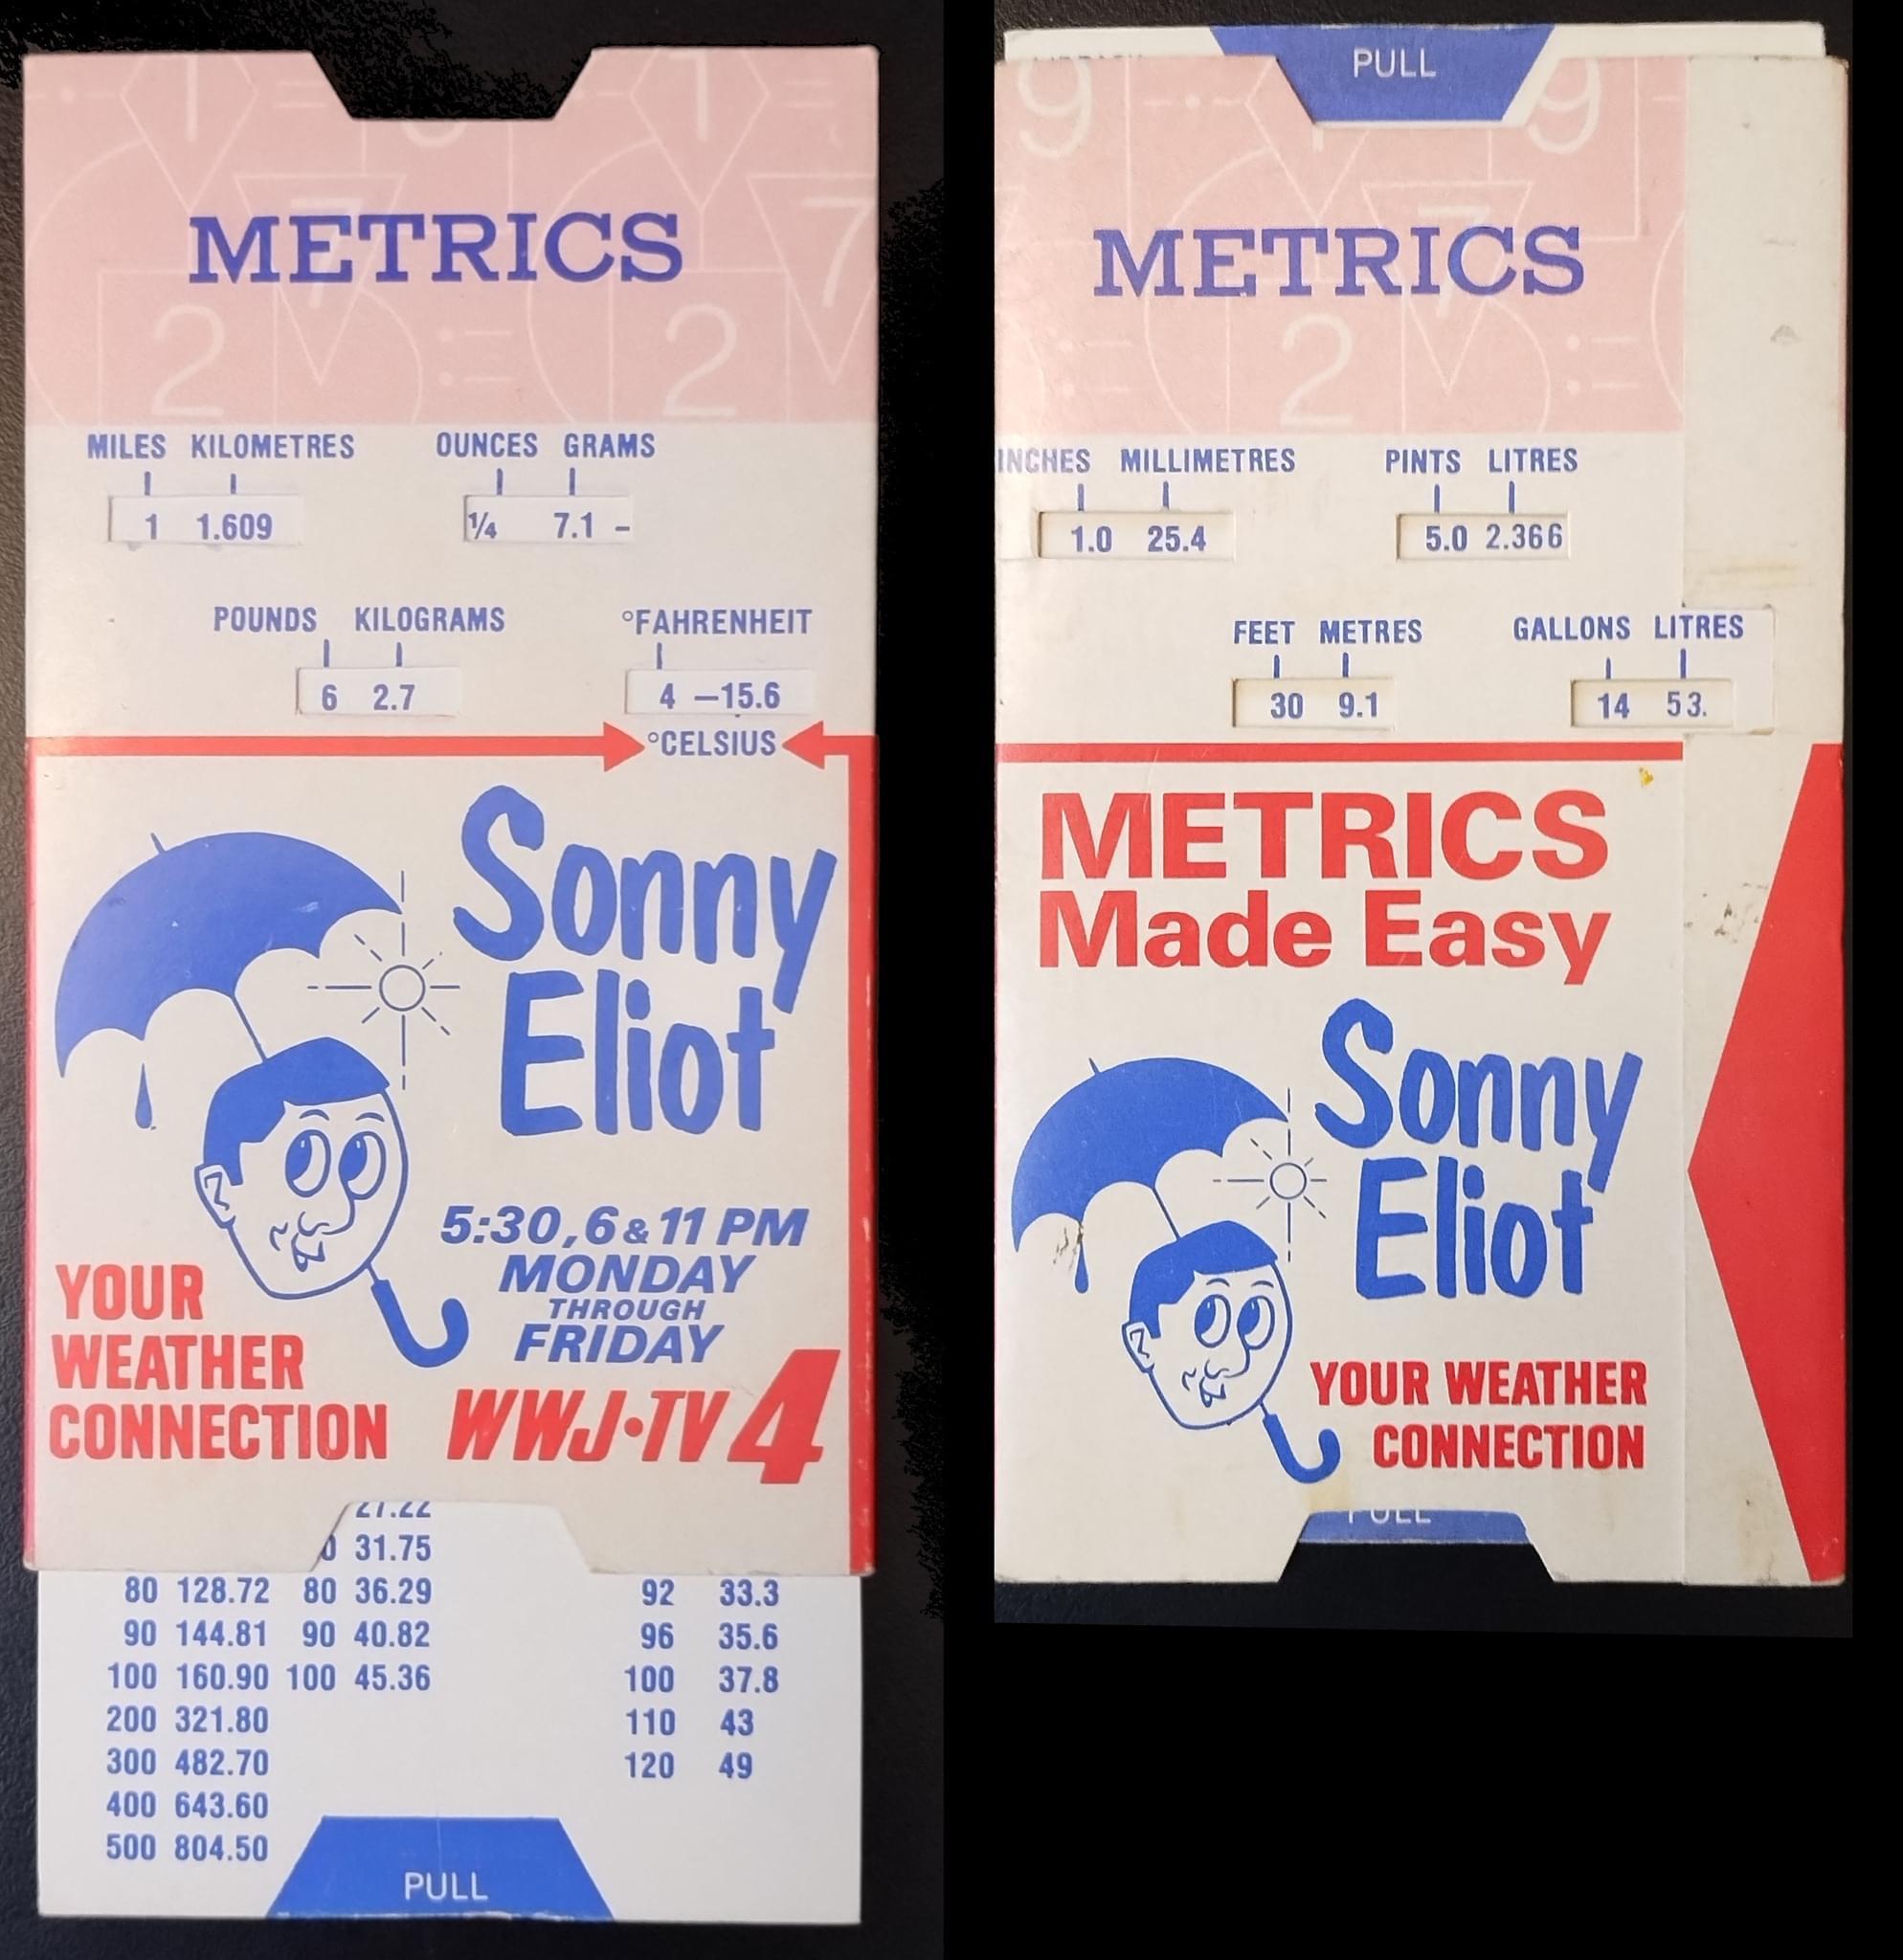 METRICS
MILES KILOMETRES OUNCES GRAMS
1 1.609 ¼ 7.1 –
POUNDS KILOGRAMS °FAHRENHEIT
6 2.7 4 –15.6
°CELSIUS
Sonny
Eliot
5:30, 6 & 11 PM
MONDAY
THROUGH
FRIDAY
YOUR
WEATHER
CONNECTION
WWJ•TV 4
27.22
0 31.75
80 128.72 80 36.29 92 33.3
90 144.81 90 40.82 96 35.6
100 160.90 100 45.36 100 37.8
200 321.80 110 43
300 482.70 120 49
400 643.60
500 804.50
PULL
PULL
METRICS
INCHES MILLIMETRES PINTS LITRES
1.0 25.4 5.0 2.366
FEET METRES GALLONS LITRES
30 9.1 14 53.
METRICS
Made Easy
Sonny
Eliot
YOUR WEATHER
CONNECTION
PULL